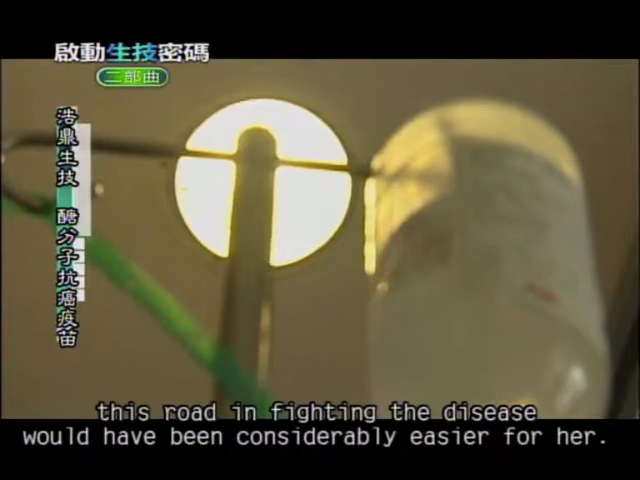 啟動生技密碼
二部曲
浩鼎生技 醣分子抗癌疫苗
this road in fighting the disease
would have been considerably easier for her.